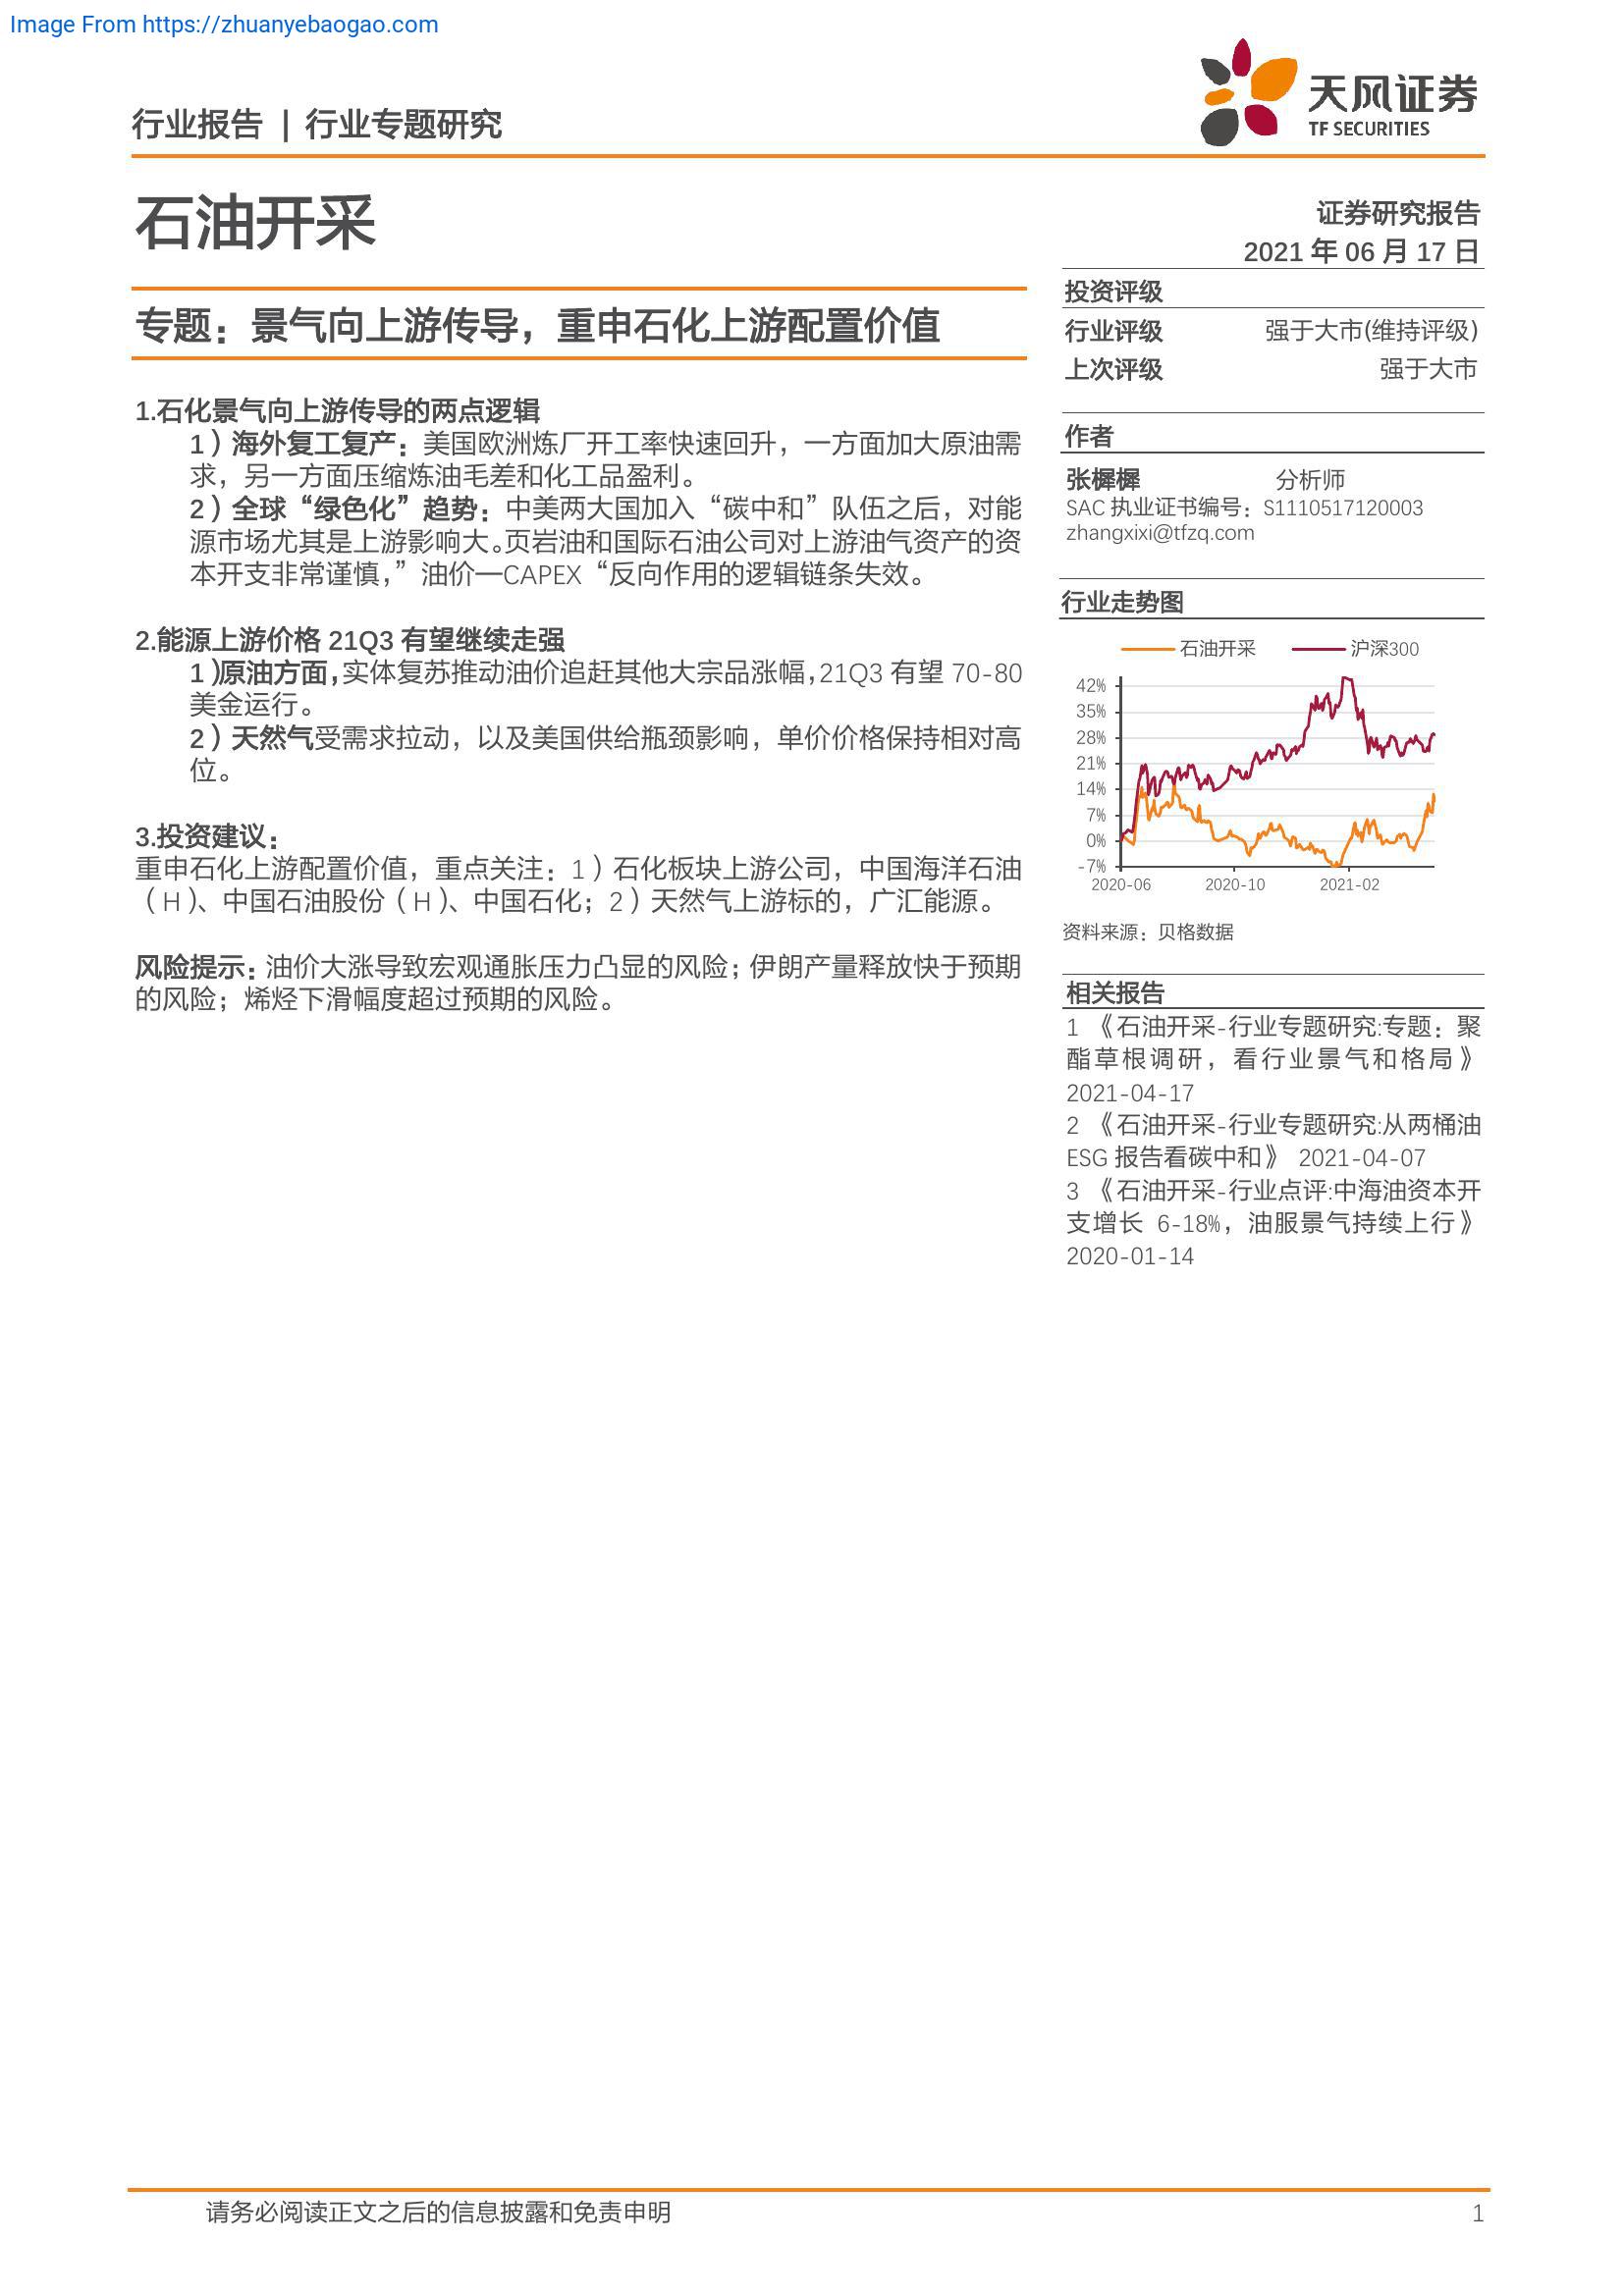 Image From https://zhuanyebaogao.com
行业报告 | 行业专题研究
天风证券
TF SECURITIES
石油开采
证券研究报告
2021 年 06 月 17 日
专题：景气向上游传导，重申石化上游配置价值
1.石化景气向上游传导的两点逻辑
1）海外复工复产：美国欧洲炼厂开工率快速回升，一方面加大原油需
求，另一方面压缩炼油毛差和化工品盈利。
2）全球“绿色化”趋势：中美两大国加入“碳中和”队伍之后，对能
源市场尤其是上游影响大。页岩油和国际石油公司对上游油气资产的资
本开支非常谨慎，”油价—CAPEX“反向作用的逻辑链条失效。
2.能源上游价格 21Q3 有望继续走强
1）原油方面，实体复苏推动油价追赶其他大宗品涨幅，21Q3 有望 70-80
美金运行。
2）天然气受需求拉动，以及美国供给瓶颈影响，单价价格保持相对高
位。
3.投资建议：
重申石化上游配置价值，重点关注：1）石化板块上游公司，中国海洋石油
（H）、中国石油股份（H）、中国石化；2）天然气上游标的，广汇能源。
风险提示：油价大涨导致宏观通胀压力凸显的风险；伊朗产量释放快于预期
的风险；烯烃下滑幅度超过预期的风险。
投资评级
行业评级 强于大市(维持评级)
上次评级 强于大市
作者
张樨樨 分析师
SAC 执业证书编号：S1110517120003
zhangxixi@tfzq.com
行业走势图
石油开采 沪深300
42%
35%
28%
21%
14%
7%
0%
-7%
2020-06 2020-10 2021-02
资料来源：贝格数据
相关报告
1 《石油开采-行业专题研究:专题：聚
酯草根调研，看行业景气和格局》
2021-04-17
2 《石油开采-行业专题研究:从两桶油
ESG 报告看碳中和》 2021-04-07
3 《石油开采-行业点评:中海油资本开
支增长 6-18%，油服景气持续上行》
2020-01-14
请务必阅读正文之后的信息披露和免责申明 1